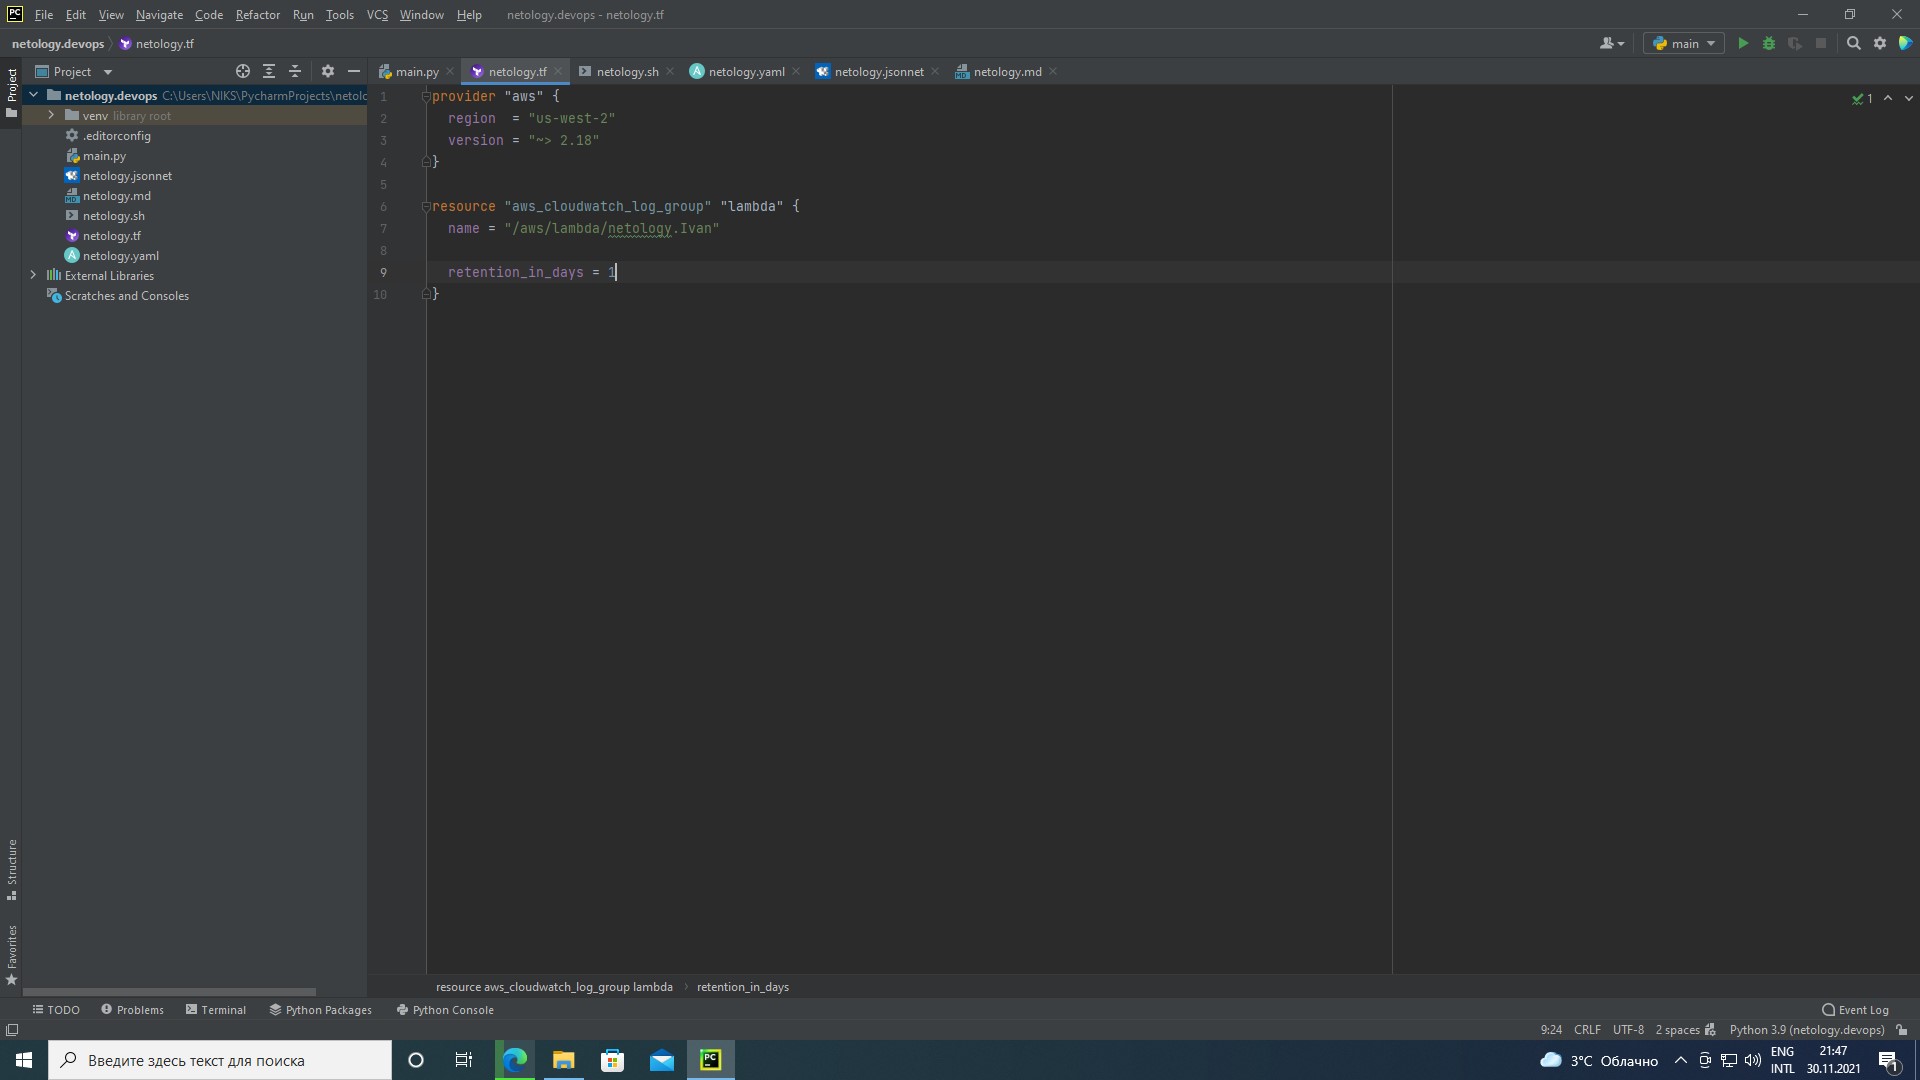 PC File Edit View Navigate Code Refactor Run Tools VCS Window Help netology.devops - netology.tf
netology.devops netology.tf
main
Project
main.py netology.tf netology.sh netology.yaml netology.jsonnet netology.md
Project
netology.devops C:\Users\NIKS\PycharmProjects\netolo
venv library root
.editorconfig
main.py
netology.jsonnet
netology.md
netology.sh
netology.tf
netology.yaml
External Libraries
Scratches and Consoles
1 provider "aws" {
2 region  = "us-west-2"
3 version = "~> 2.18"
4 }
5
6 resource "aws_cloudwatch_log_group" "lambda" {
7 name = "/aws/lambda/netology.Ivan"
8
9 retention_in_days = 1
10 }
1
Structure
Favorites
resource aws_cloudwatch_log_group lambda retention_in_days
TODO Problems Terminal Python Packages Python Console Event Log
9:24 CRLF UTF-8 2 spaces Python 3.9 (netology.devops)
Введите здесь текст для поиска
PC
3°C Облачно
ENG
INTL
21:47
30.11.2021
1